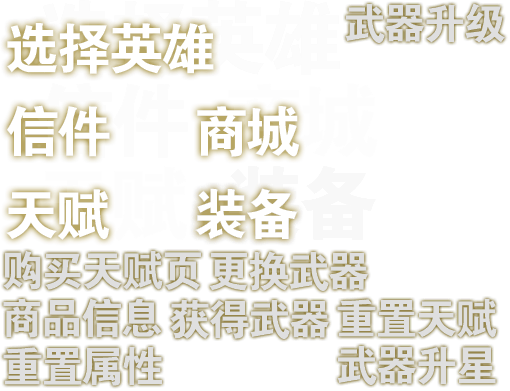 武器升级
选择英雄
信件 商城
天赋 装备
购买天赋页 更换武器
商品信息 获得武器 重置天赋
重置属性 武器升星